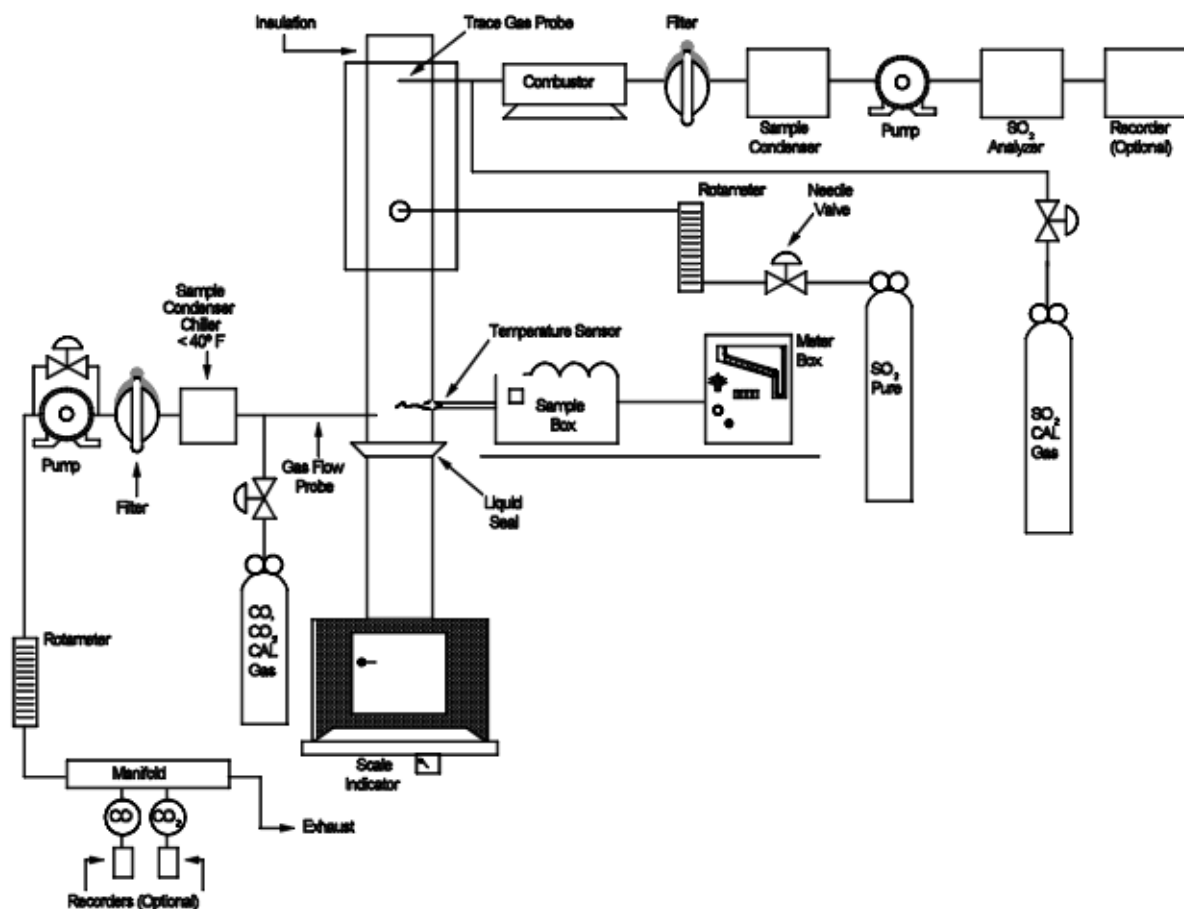 Insulation
Trace Gas Probe
Filter
Combustor
Sample
Condenser
Pump
SO2
Analyzer
Recorder
(Optional)
Rotameter
Needle
Valve
Sample
Condenser
Chiller
< 40º F
Temperature Sensor
Meter
Box
Sample
Box
SO2
Pure
SO2
CAL
Gas
Pump
Filter
Gas Flow
Probe
Liquid
Seal
CO,
CO2
CAL
Gas
Rotameter
Scale
Indicator
Manifold
CO
CO2
Exhaust
Recorders (Optional)